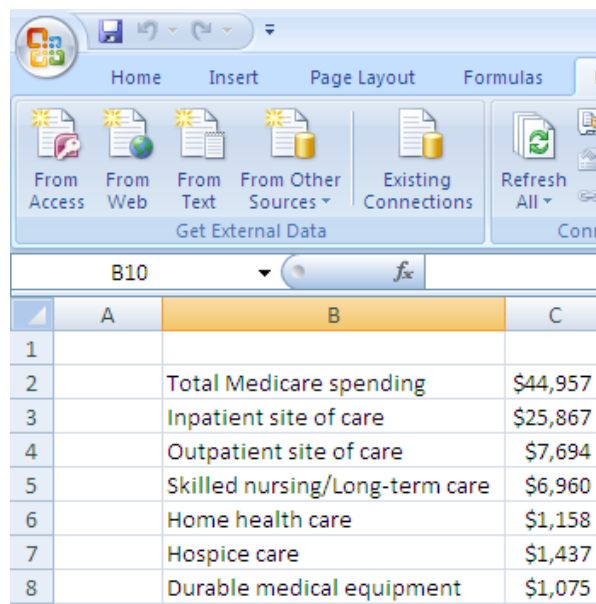 Home Insert Page Layout Formulas
From Access From Web From Text From Other Sources Existing Connections Refresh All
Get External Data
B10 fx
A B C
1
2 Total Medicare spending $44,957
3 Inpatient site of care $25,867
4 Outpatient site of care $7,694
5 Skilled nursing/Long-term care $6,960
6 Home health care $1,158
7 Hospice care $1,437
8 Durable medical equipment $1,075